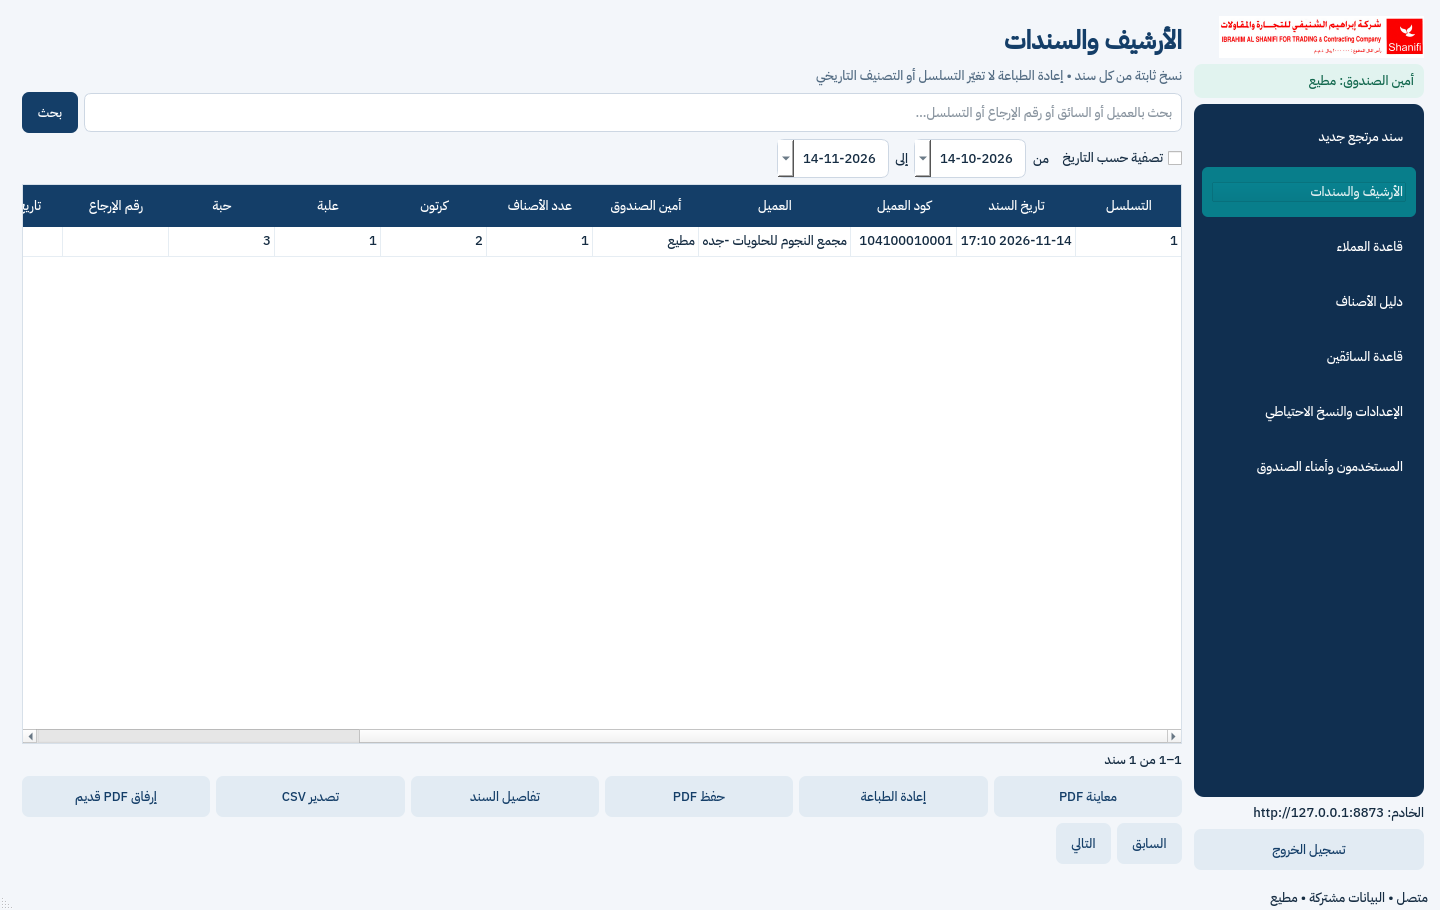 شركة إبراهيم الشنيفي للتجارة والمقاولات
IBRAHIM AL SHANIFI FOR TRADING & Contracting Company
Shanifi
أمين الصندوق: مطيع
سند مرتجع جديد
الأرشيف والسندات
قاعدة العملاء
دليل الأصناف
قاعدة السائقين
الإعدادات والنسخ الاحتياطي
المستخدمون وأمناء الصندوق
الخادم: http://127.0.0.1:8873
تسجيل الخروج
متصل • البيانات مشتركة • مطيع
الأرشيف والسندات
نسخ ثابتة من كل سند • إعادة الطباعة لا تغيّر التسلسل أو التصنيف التاريخي
بحث بالعميل أو السائق أو رقم الإرجاع أو التسلسل...
بحث
تصفية حسب التاريخ من 14-10-2026 إلى 14-11-2026
التسلسل تاريخ السند كود العميل العميل أمين الصندوق عدد الأصناف كرتون علبة حبة رقم الإرجاع
1 2026-11-14 17:10 104100010001 مجمع النجوم للحلويات -جده مطيع 1 2 1 3
1–1 من 1 سند
معاينة PDF إعادة الطباعة حفظ PDF تفاصيل السند تصدير CSV إرفاق PDF قديم
السابق التالي